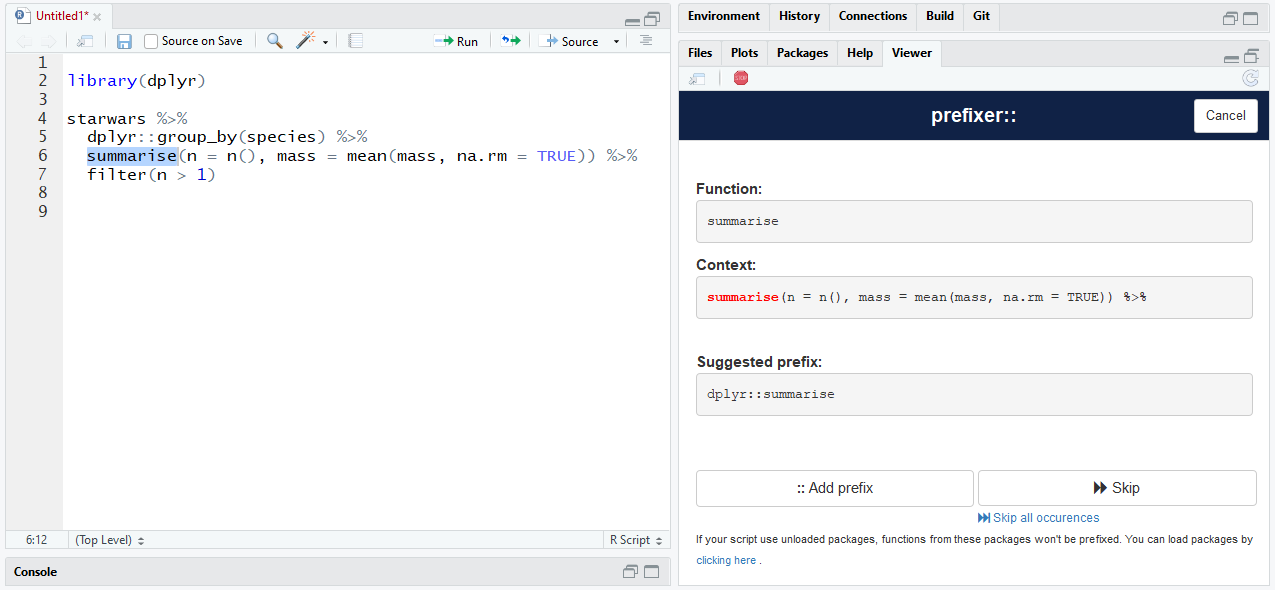 Untitled1*
Source on Save
Run
Source
1
2 library(dplyr)
3
4 starwars %>%
5 dplyr::group_by(species) %>%
6 summarise(n = n(), mass = mean(mass, na.rm = TRUE)) %>%
7 filter(n > 1)
8
9
6:12 (Top Level) R Script
Console
Environment History Connections Build Git
Files Plots Packages Help Viewer
STOP
prefixer::
Cancel
Function:
summarise
Context:
summarise(n = n(), mass = mean(mass, na.rm = TRUE)) %>%
Suggested prefix:
dplyr::summarise
:: Add prefix
Skip
Skip all occurences
If your script use unloaded packages, functions from these packages won't be prefixed. You can load packages by
clicking here .